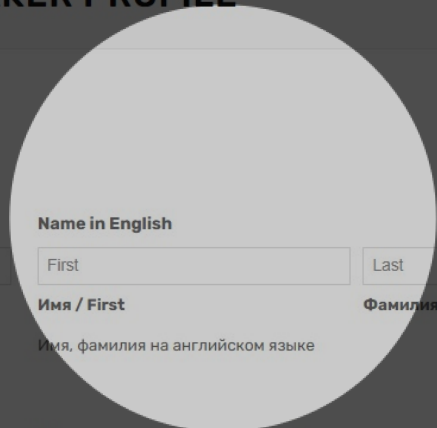 KER PROFILE
Name in English
First Last
Имя / First Фамилия
Имя, фамилия на английском языке